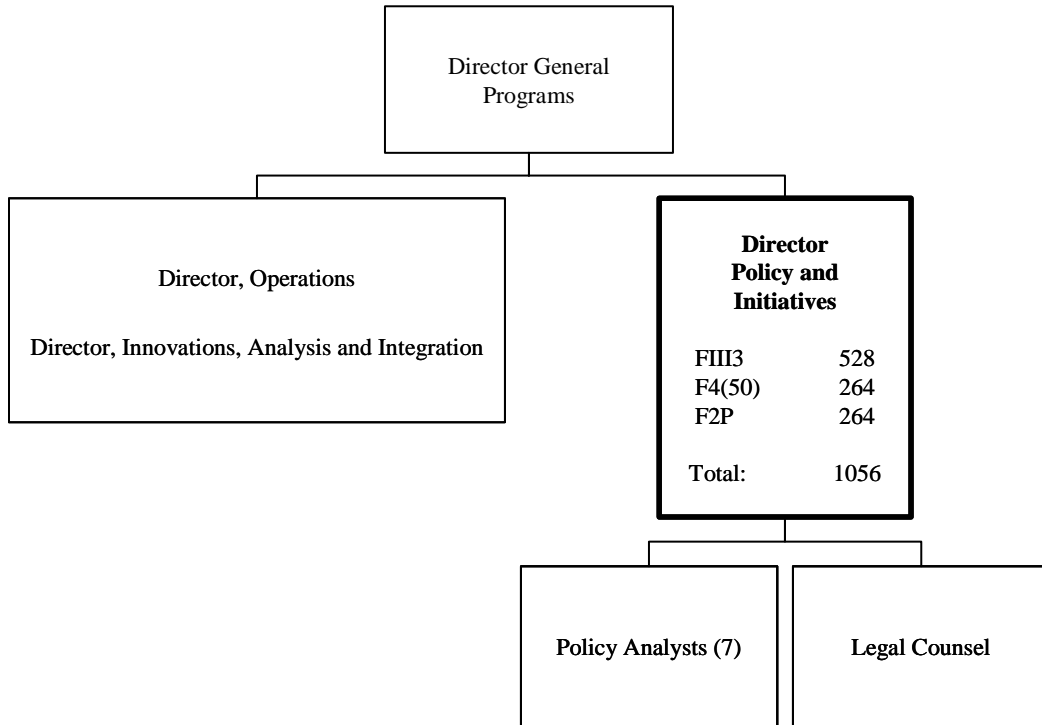 Director General
Programs
Director, Operations
Director, Innovations, Analysis and Integration
Director
Policy and
Initiatives
FIII3 528
F4(50) 264
F2P 264
Total: 1056
Policy Analysts (7)
Legal Counsel